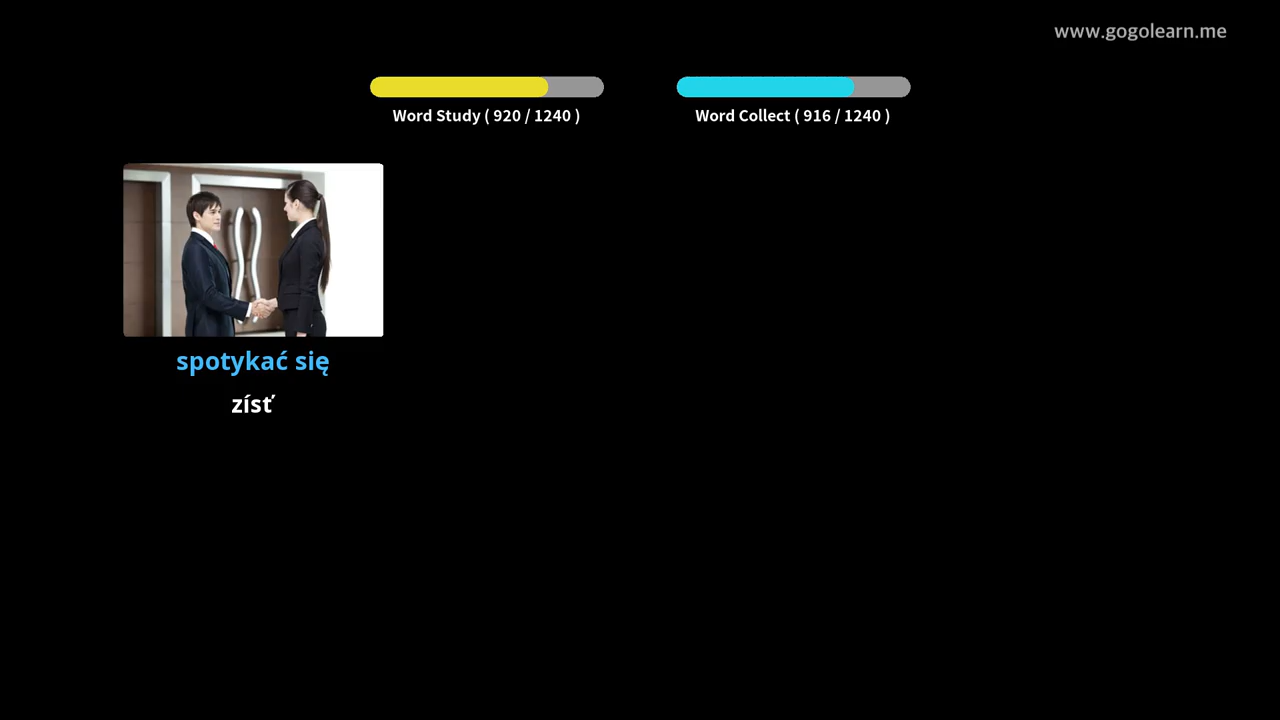 www.gogolearn.me
Word Study ( 920 / 1240 )
Word Collect ( 916 / 1240 )
spotykać się
zísť